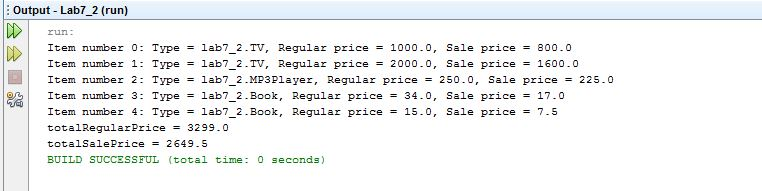 Output - Lab7_2 (run)
run:
Item number 0: Type = lab7_2.TV, Regular price = 1000.0, Sale price = 800.0
Item number 1: Type = lab7_2.TV, Regular price = 2000.0, Sale price = 1600.0
Item number 2: Type = lab7_2.MP3Player, Regular price = 250.0, Sale price = 225.0
Item number 3: Type = lab7_2.Book, Regular price = 34.0, Sale price = 17.0
Item number 4: Type = lab7_2.Book, Regular price = 15.0, Sale price = 7.5
totalRegularPrice = 3299.0
totalSalePrice = 2649.5
BUILD SUCCESSFUL (total time: 0 seconds)